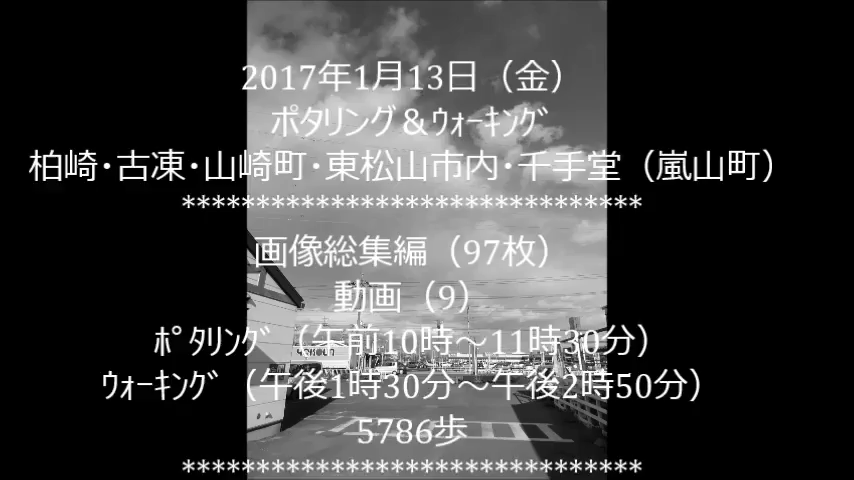 2017年1月13日（金）
ポタリング＆ｳｫｰｷﾝｸﾞ
柏崎･古凍･山崎町･東松山市内･千手堂（嵐山町）
*******************************
画像総集編（97枚）
動画（9）
ﾎﾟﾀﾘﾝｸﾞ（午前10時～11時30分）
ｳｫｰｷﾝｸﾞ（午後1時30分～午後2時50分）
5786歩
*******************************